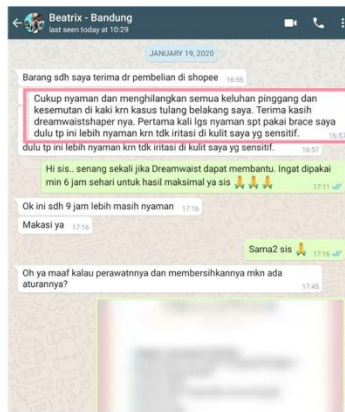 Beatrix - Bandung
last seen today at 10:29
JANUARY 19, 2020
Barang sdh saya terima dr pembelian di shopee 16:55
Cukup nyaman dan menghilangkan semua keluhan pinggang dan
kesemutan di kaki krn kasus tulang belakang saya. Terima kasih
dreamwaistshaper nya. Pertama kali lgs nyaman spt pakai brace saya
dulu tp ini lebih nyaman krn tdk iritasi di kulit saya yg sensitif. 16:57
dulu tp ini lebih nyaman krn tdk iritasi di kulit saya yg sensitif. 16:57
Hi sis.. senang sekali jika Dreamwaist dapat membantu. Ingat dipakai
min 6 jam sehari untuk hasil maksimal ya sis 🙏🙏🙏 17:11
Ok ini sdh 9 jam lebih masih nyaman 17:16
Makasi ya 17:16
Sama2 sis 🙏 17:16
Oh ya maaf kalau perawatnnya dan membersihkannya mkn ada
aturannya? 17:45